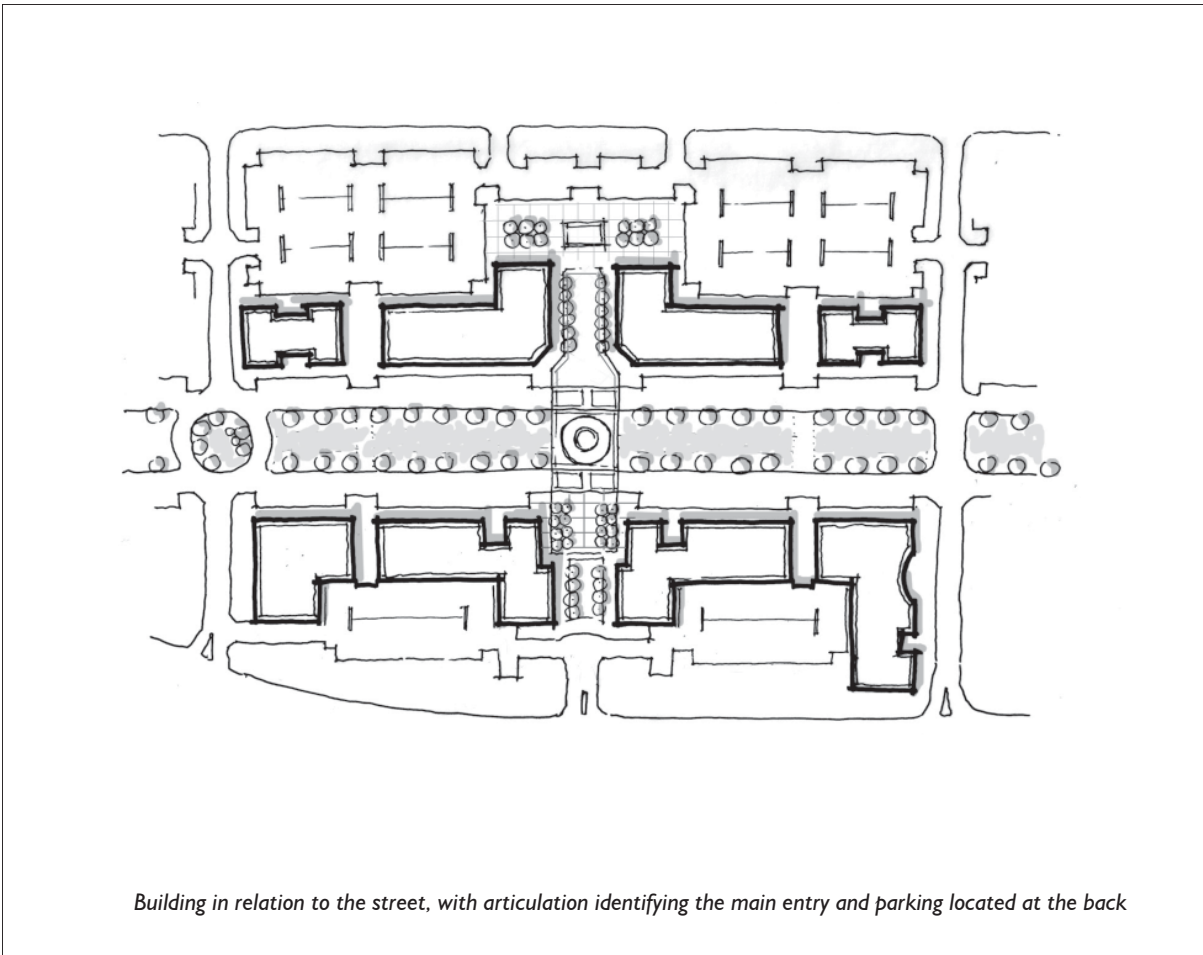 Building in relation to the street, with articulation identifying the main entry and parking located at the back